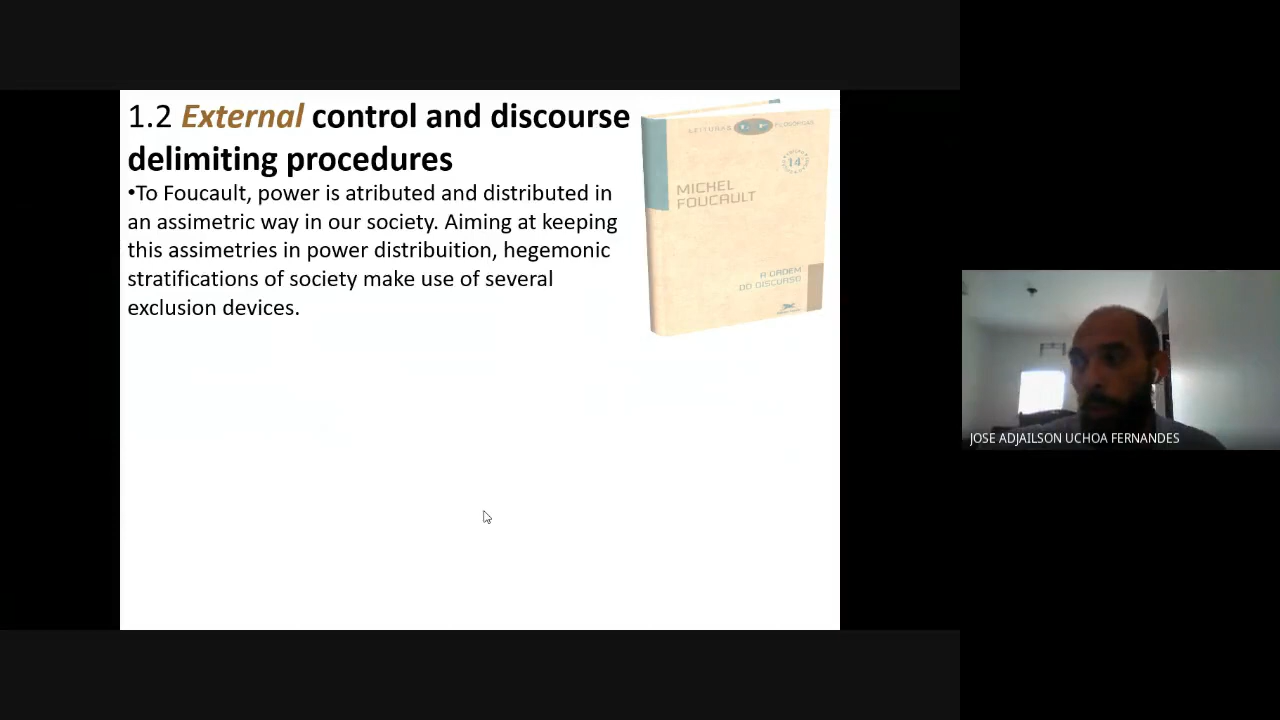 1.2 External control and discourse
delimiting procedures
•To Foucault, power is atributed and distributed in
an assimetric way in our society. Aiming at keeping
this assimetries in power distribuition, hegemonic
stratifications of society make use of several
exclusion devices.
LEITURAS FILOSÓFICAS
14
MICHEL
FOUCAULT
A ORDEM
DO DISCURSO
JOSE ADJAILSON UCHOA FERNANDES